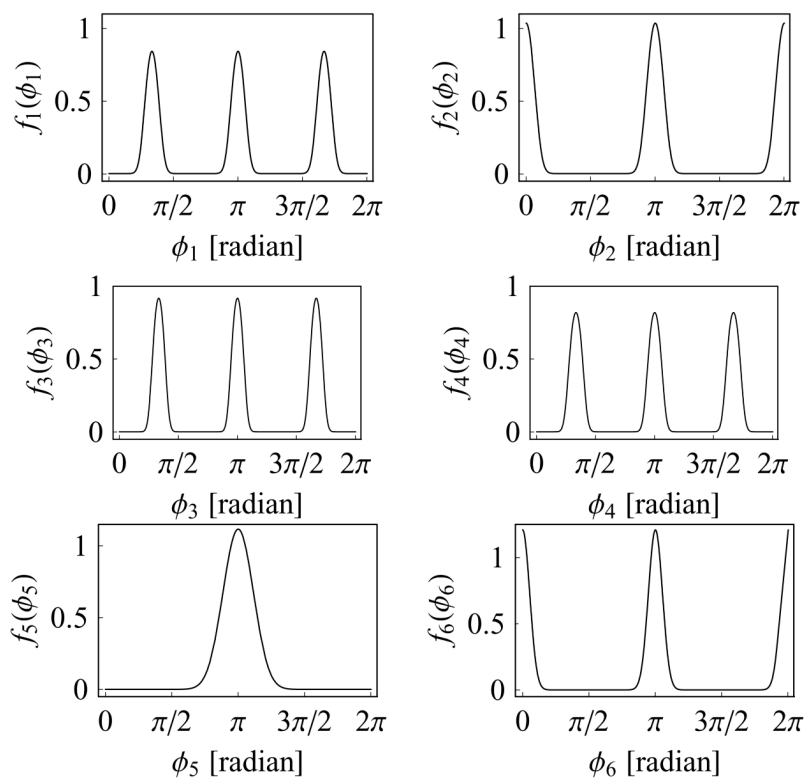 f₁(ϕ₁)
1
0.5
0
0 π/2 π 3π/2 2π
ϕ₁ [radian]
f₂(ϕ₂)
1
0.5
0
0 π/2 π 3π/2 2π
ϕ₂ [radian]
f₃(ϕ₃)
1
0.5
0
0 π/2 π 3π/2 2π
ϕ₃ [radian]
f₄(ϕ₄)
1
0.5
0
0 π/2 π 3π/2 2π
ϕ₄ [radian]
f₅(ϕ₅)
1
0.5
0
0 π/2 π 3π/2 2π
ϕ₅ [radian]
f₆(ϕ₆)
1
0.5
0
0 π/2 π 3π/2 2π
ϕ₆ [radian]